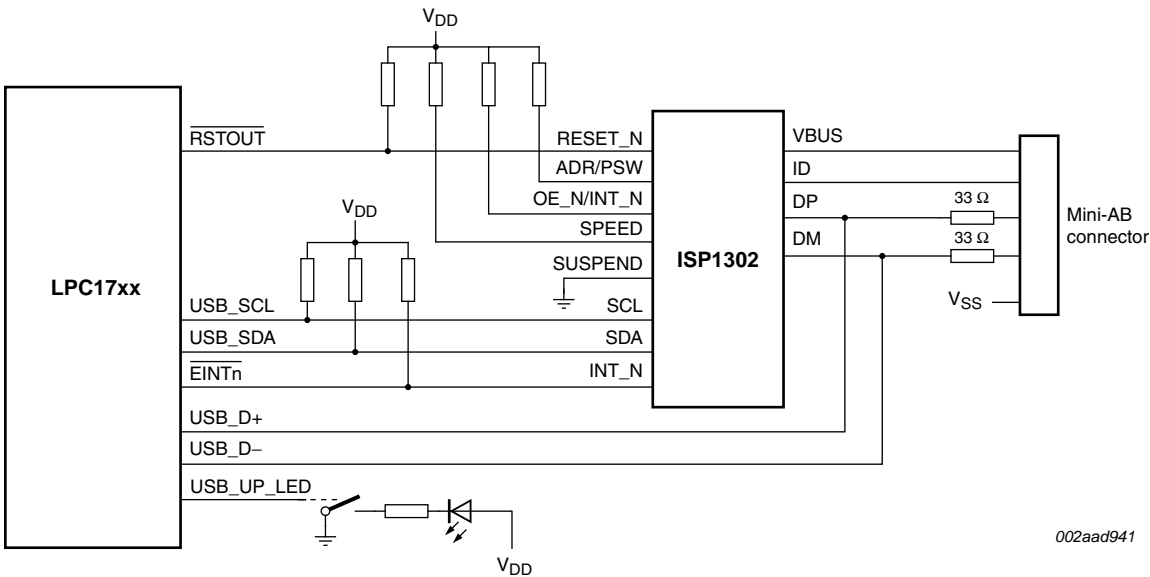 VDD
RSTOUT
RESET_N
ADR/PSW
OE_N/INT_N
SPEED
SUSPEND
VDD
LPC17xx
USB_SCL
SCL
USB_SDA
SDA
EINTn
INT_N
USB_D+
USB_D−
USB_UP_LED
VDD
ISP1302
VBUS
ID
DP
33 Ω
DM
33 Ω
VSS
Mini-AB
connector
002aad941